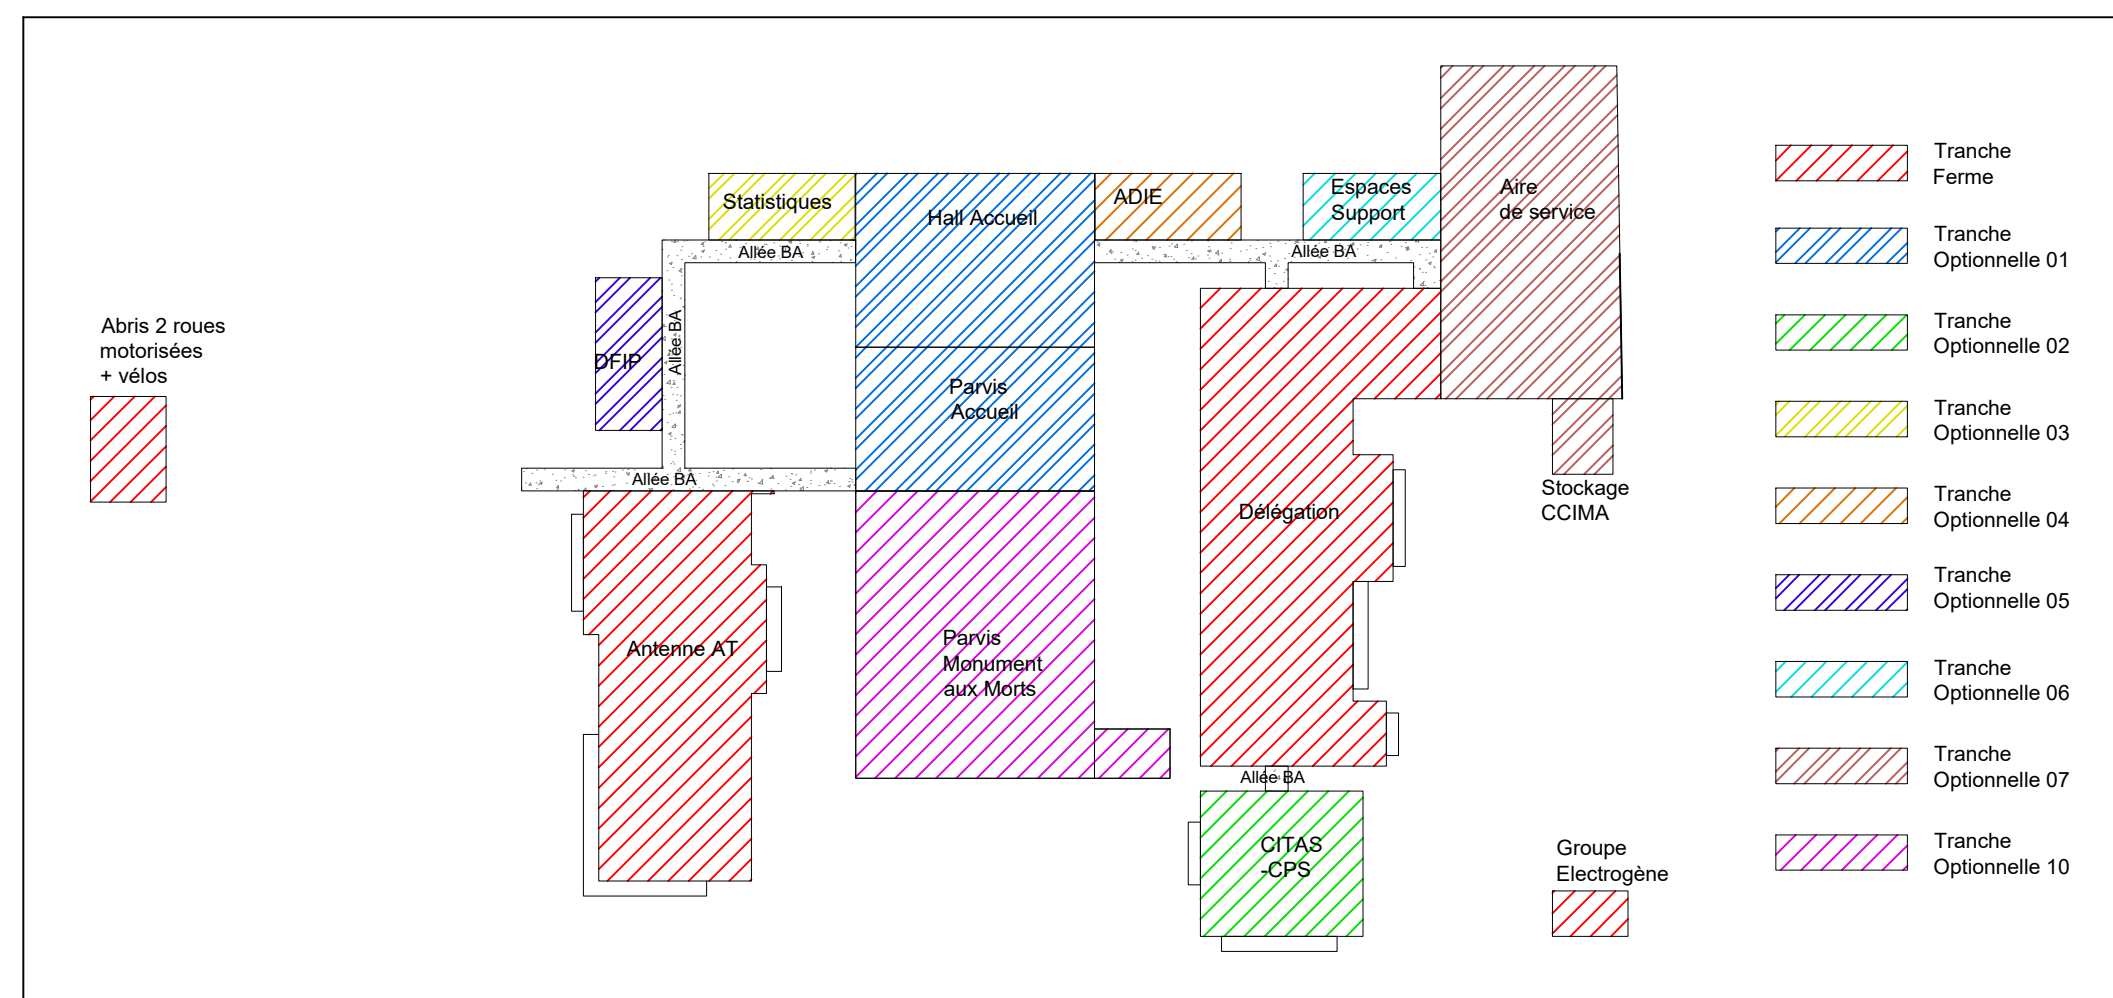 Statistiques
Hall Accueil
ADIE
Espaces
Support
Aire
de service
Allée BA
Allée BA
Allée BA
DFIP
Abris 2 roues
motorisées
+ vélos
Parvis
Accueil
Allée BA
Délégation
Stockage
CCIMA
Antenne AT
Parvis
Monument
aux Morts
Allée BA
CITAS
-CPS
Groupe
Electrogène
Tranche
Ferme
Tranche
Optionnelle 01
Tranche
Optionnelle 02
Tranche
Optionnelle 03
Tranche
Optionnelle 04
Tranche
Optionnelle 05
Tranche
Optionnelle 06
Tranche
Optionnelle 07
Tranche
Optionnelle 10